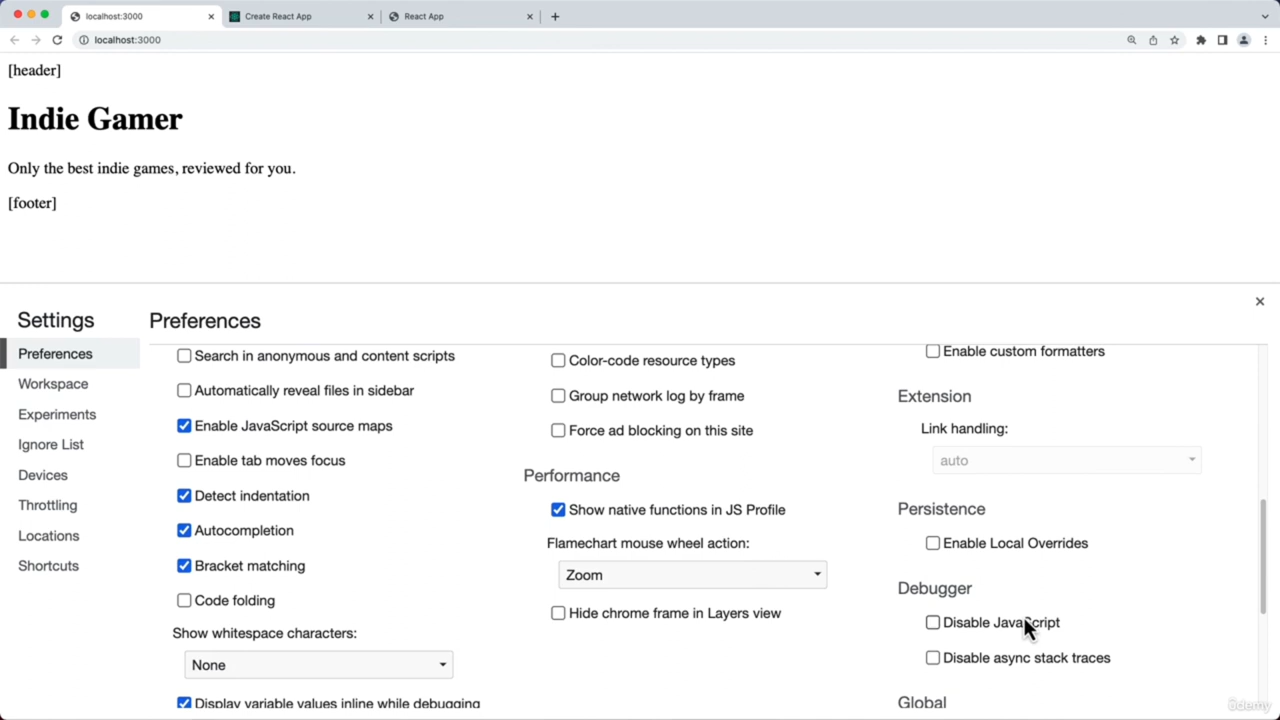 localhost:3000
Create React App
React App
localhost:3000
[header]
Indie Gamer
Only the best indie games, reviewed for you.
[footer]
Settings
Preferences
Workspace
Experiments
Ignore List
Devices
Throttling
Locations
Shortcuts
Preferences
Search in anonymous and content scripts
Automatically reveal files in sidebar
Enable JavaScript source maps
Enable tab moves focus
Detect indentation
Autocompletion
Bracket matching
Code folding
Show whitespace characters:
None
Display variable values inline while debugging
Color-code resource types
Group network log by frame
Force ad blocking on this site
Performance
Show native functions in JS Profile
Flamechart mouse wheel action:
Zoom
Hide chrome frame in Layers view
Enable custom formatters
Extension
Link handling:
auto
Persistence
Enable Local Overrides
Debugger
Disable JavaScript
Disable async stack traces
Global
ûdemy